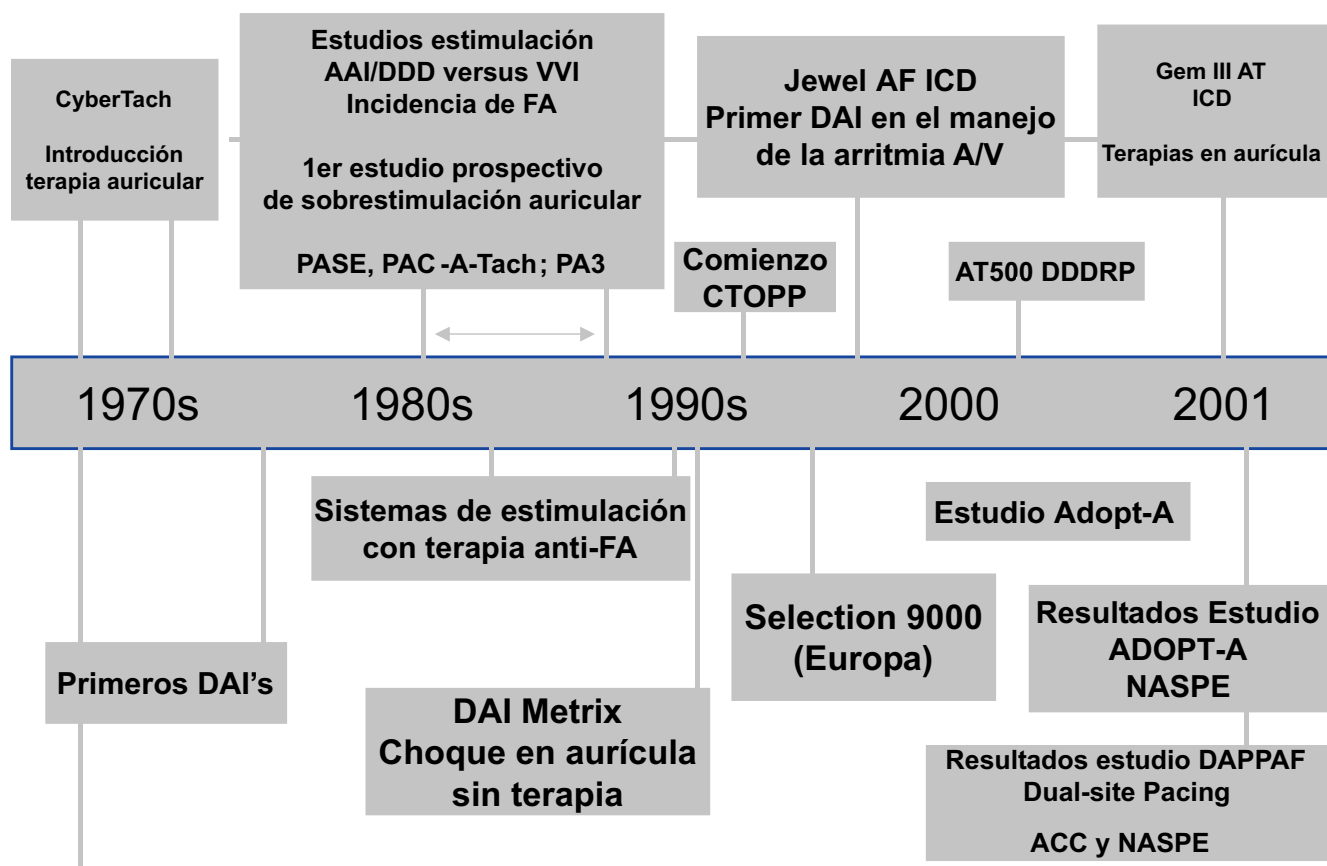 CyberTach
Introducción
terapia auricular
Estudios estimulación
AAI/DDD versus VVI
Incidencia de FA
1er estudio prospectivo
de sobrestimulación auricular
PASE, PAC-A-Tach; PA3
Jewel AF ICD
Primer DAI en el manejo
de la arritmia A/V
Gem III AT
ICD
Terapias en aurícula
Comienzo
CTOPP
AT500 DDDRP
1970s 1980s 1990s 2000 2001
Sistemas de estimulación
con terapia anti-FA
Estudio Adopt-A
Primeros DAI’s
Selection 9000
(Europa)
Resultados Estudio
ADOPT-A
NASPE
DAI Metrix
Choque en aurícula
sin terapia
Resultados estudio DAPPAF
Dual-site Pacing
ACC y NASPE